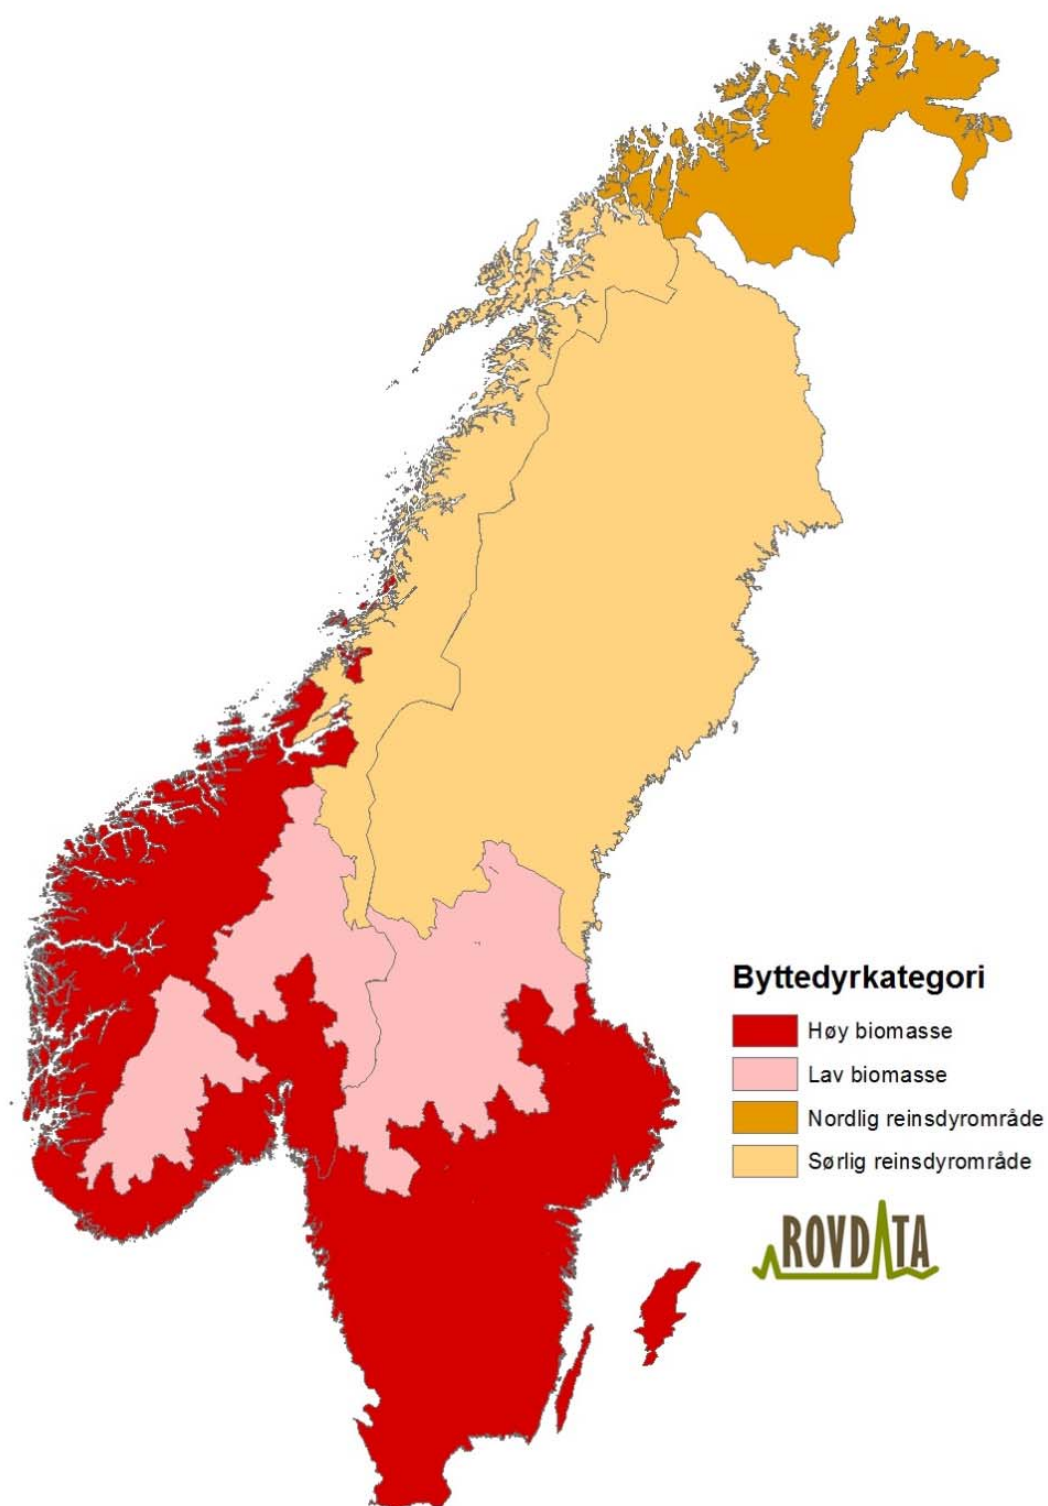 Byttedyrkategori
Høy biomasse
Lav biomasse
Nordlig reinsdyrområde
Sørlig reinsdyrområde
ROVDATA